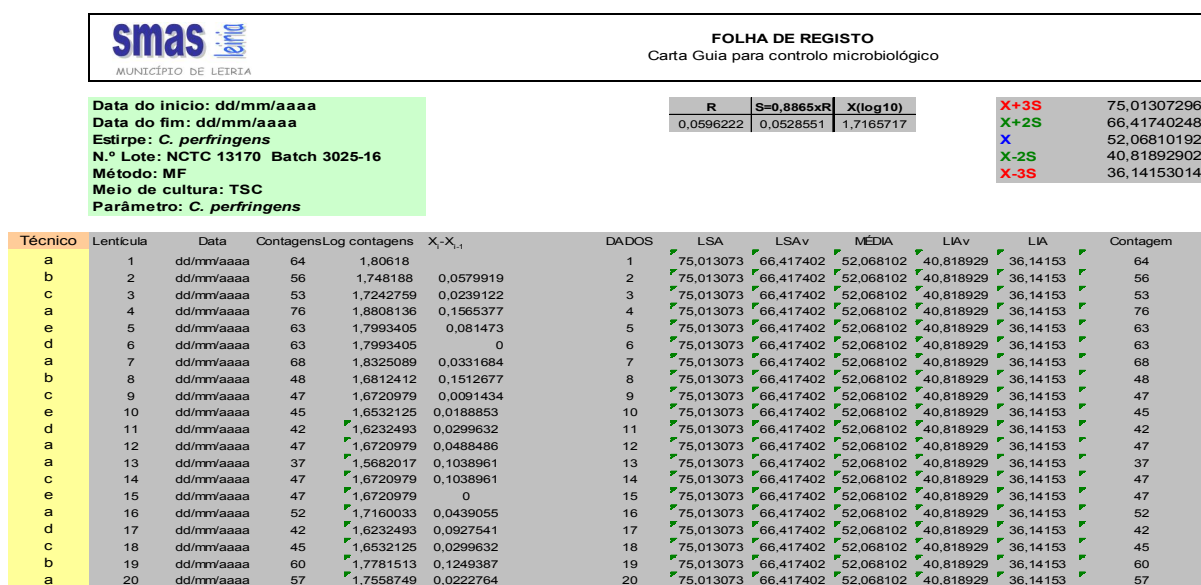 smas leiria
MUNICÍPIO DE LEIRIA
FOLHA DE REGISTO
Carta Guia para controlo microbiológico
Data do inicio: dd/mm/aaaa
Data do fim: dd/mm/aaaa
Estirpe: C. perfringens
N.º Lote: NCTC 13170 Batch 3025-16
Método: MF
Meio de cultura: TSC
Parâmetro: C. perfringens
R S=0,8865xR X(log10)
0,0596222 0,0528551 1,7165717
X+3S 75,01307296
X+2S 66,41740248
X 52,06810192
X-2S 40,81892902
X-3S 36,14153014
Técnico Lentícula Data Contagens Log contagens Xi-Xi-1 DADOS LSA LSAv MÉDIA LIAv LIA Contagem
a 1 dd/mm/aaaa 64 1,80618 1 75,013073 66,417402 52,068102 40,818929 36,14153 64
b 2 dd/mm/aaaa 56 1,748188 0,0579919 2 75,013073 66,417402 52,068102 40,818929 36,14153 56
c 3 dd/mm/aaaa 53 1,7242759 0,0239122 3 75,013073 66,417402 52,068102 40,818929 36,14153 53
a 4 dd/mm/aaaa 76 1,8808136 0,1565377 4 75,013073 66,417402 52,068102 40,818929 36,14153 76
e 5 dd/mm/aaaa 63 1,7993405 0,081473 5 75,013073 66,417402 52,068102 40,818929 36,14153 63
d 6 dd/mm/aaaa 63 1,7993405 0 6 75,013073 66,417402 52,068102 40,818929 36,14153 63
a 7 dd/mm/aaaa 68 1,8325089 0,0331684 7 75,013073 66,417402 52,068102 40,818929 36,14153 68
b 8 dd/mm/aaaa 48 1,6812412 0,1512677 8 75,013073 66,417402 52,068102 40,818929 36,14153 48
c 9 dd/mm/aaaa 47 1,6720979 0,0091434 9 75,013073 66,417402 52,068102 40,818929 36,14153 47
e 10 dd/mm/aaaa 45 1,6532125 0,0188853 10 75,013073 66,417402 52,068102 40,818929 36,14153 45
d 11 dd/mm/aaaa 42 1,6232493 0,0299632 11 75,013073 66,417402 52,068102 40,818929 36,14153 42
a 12 dd/mm/aaaa 47 1,6720979 0,0488486 12 75,013073 66,417402 52,068102 40,818929 36,14153 47
a 13 dd/mm/aaaa 37 1,5682017 0,1038961 13 75,013073 66,417402 52,068102 40,818929 36,14153 37
c 14 dd/mm/aaaa 47 1,6720979 0,1038961 14 75,013073 66,417402 52,068102 40,818929 36,14153 47
e 15 dd/mm/aaaa 47 1,6720979 0 15 75,013073 66,417402 52,068102 40,818929 36,14153 47
a 16 dd/mm/aaaa 52 1,7160033 0,0439055 16 75,013073 66,417402 52,068102 40,818929 36,14153 52
d 17 dd/mm/aaaa 42 1,6232493 0,0927541 17 75,013073 66,417402 52,068102 40,818929 36,14153 42
c 18 dd/mm/aaaa 45 1,6532125 0,0299632 18 75,013073 66,417402 52,068102 40,818929 36,14153 45
b 19 dd/mm/aaaa 60 1,7781513 0,1249387 19 75,013073 66,417402 52,068102 40,818929 36,14153 60
a 20 dd/mm/aaaa 57 1,7558749 0,0222764 20 75,013073 66,417402 52,068102 40,818929 36,14153 57